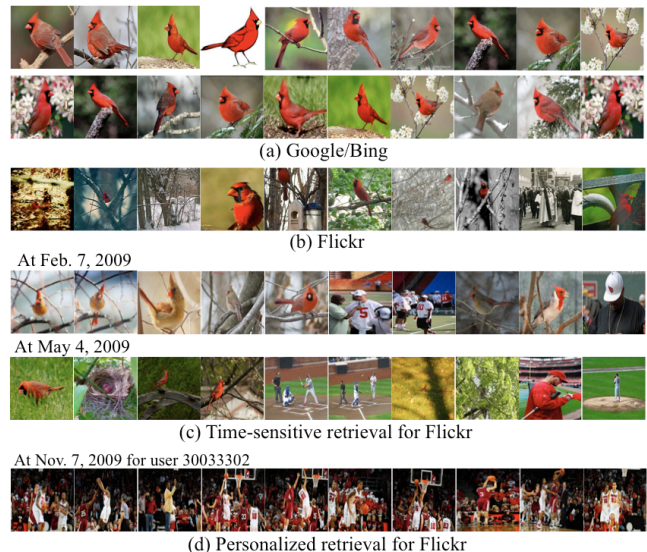 (a) Google/Bing
(b) Flickr
At Feb. 7, 2009
At May 4, 2009
(c) Time-sensitive retrieval for Flickr
At Nov. 7, 2009 for user 30033302
(d) Personalized retrieval for Flickr